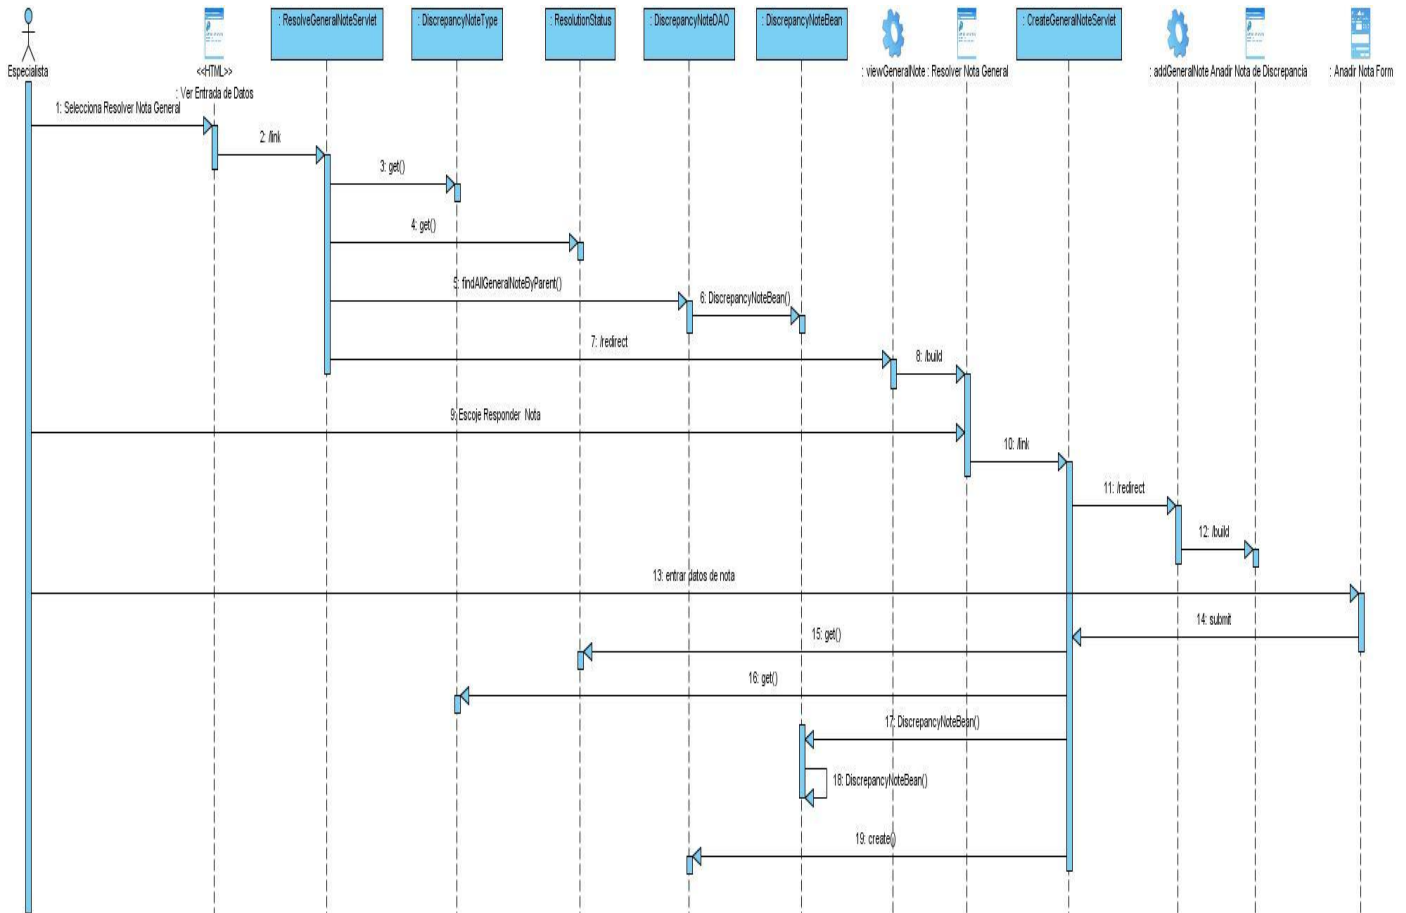 : ResolveGeneralNoteServlet
: DiscrepancyNoteType
: ResolutionStatus
: DiscrepancyNoteDAO
: DiscrepancyNoteBean
: CreateGeneralNoteServlet
Especialista
<<HTML>>
: Ver Entrada de Datos
: viewGeneralNote
: Resolver Nota General
: addGeneralNote
Anadir Nota de Discrepancia
: Anadir Nota Form
1: Selecciona Resolver Nota General
2: /link
3: get()
4: get()
5: findAllGeneralNoteByParent()
6: DiscrepancyNoteBean()
7: /redirect
8: /build
9: Escoje Responder Nota
10: /link
11: /redirect
12: /build
13: entrar datos de nota
14: submit
15: get()
16: get()
17: DiscrepancyNoteBean()
18: DiscrepancyNoteBean()
19: create()